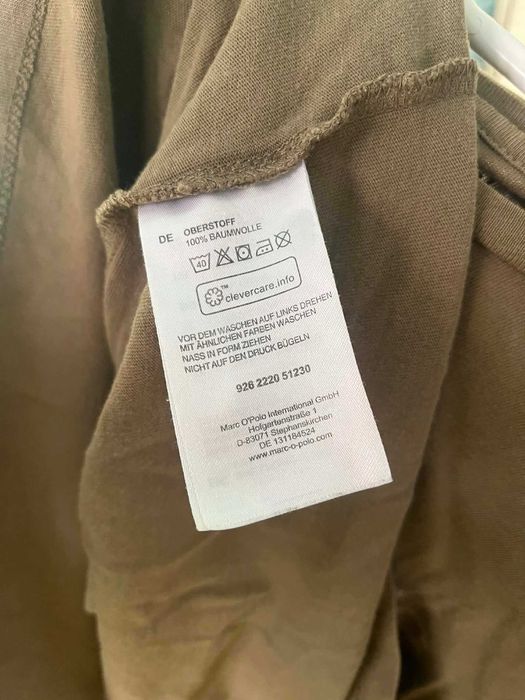 DE OBERSTOFF
100% BAUMWOLLE
40
clevercare.info™
VOR DEM WASCHEN AUF LINKS DREHEN
MIT ÄHNLICHEN FARBEN WASCHEN
NASS IN FORM ZIEHEN
NICHT AUF DEN DRUCK BÜGELN
926 2220 51230
Marc O'Polo International GmbH
Hofgartenstraße 1
D-83071 Stephanskirchen
DE 131184524
www.marc-o-polo.com